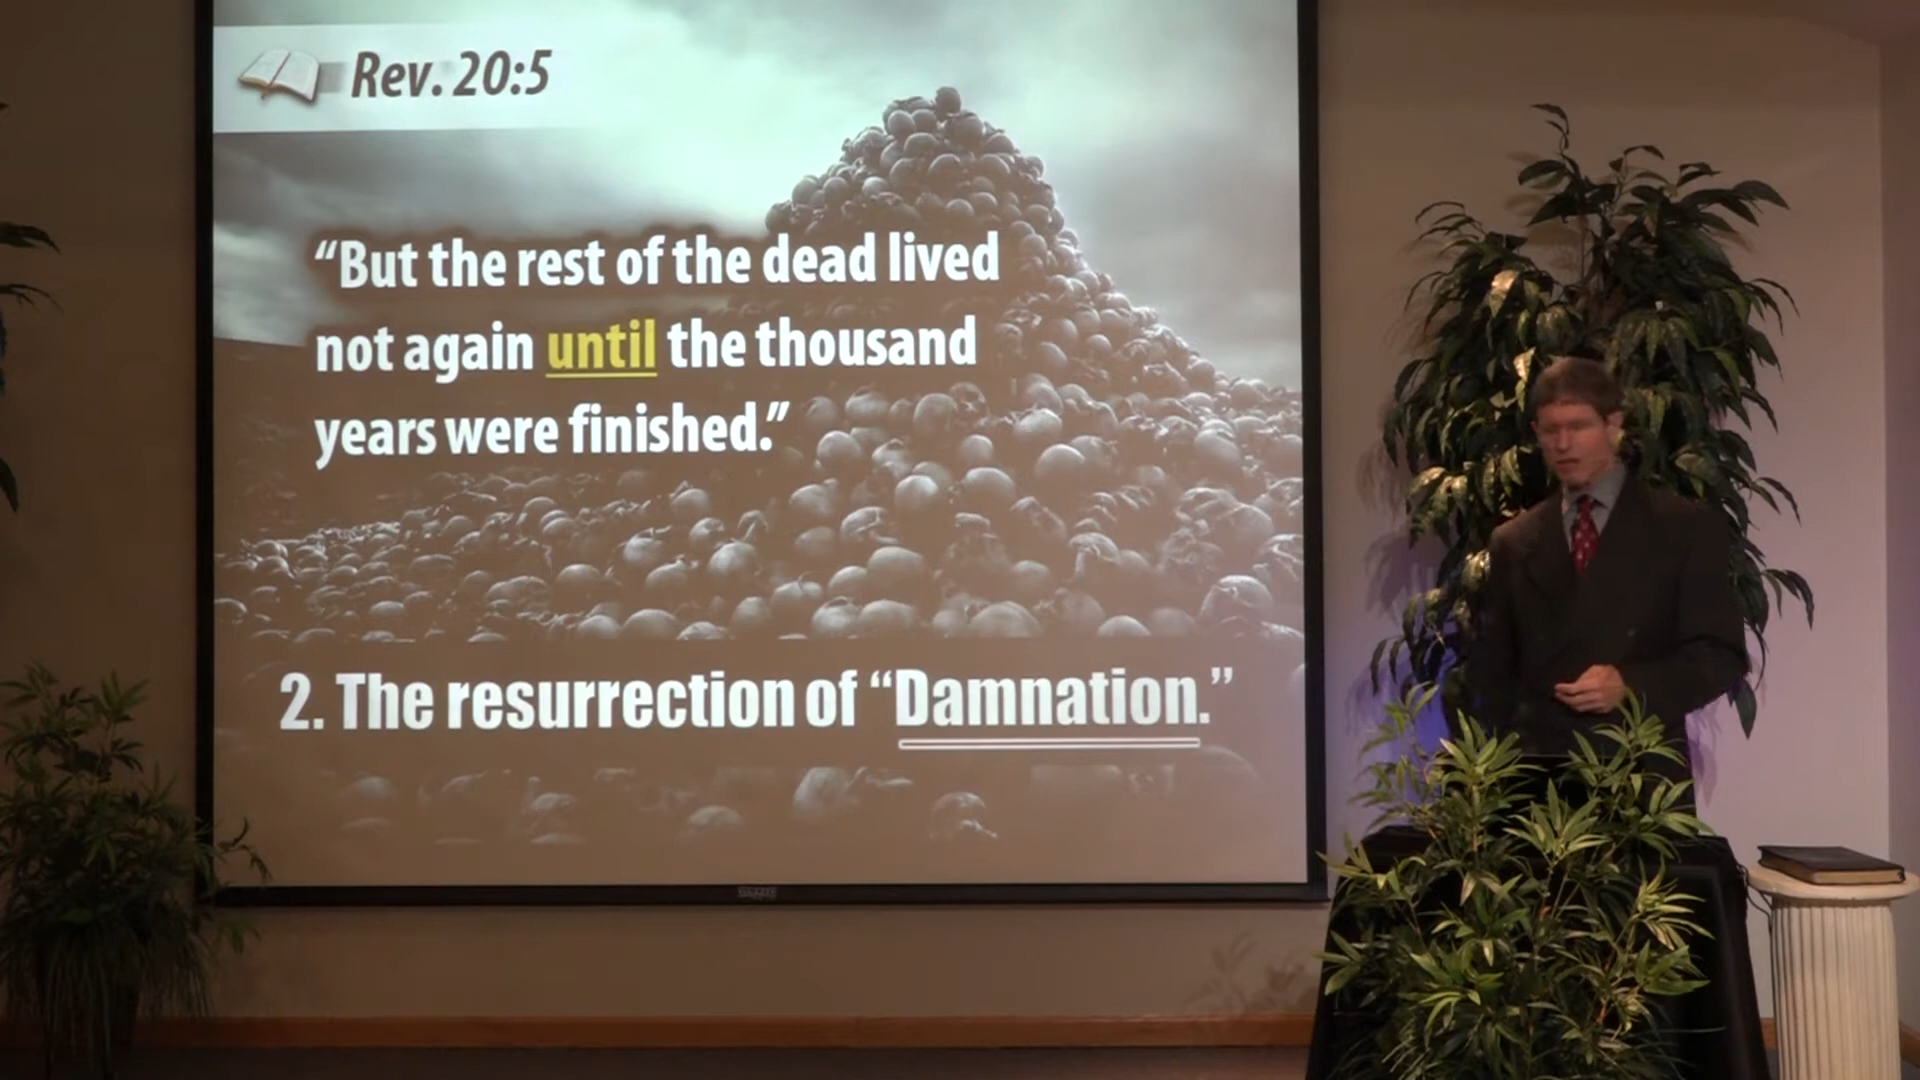 Rev. 20:5
“But the rest of the dead lived
not again until the thousand
years were finished.”
2. The resurrection of “Damnation.”